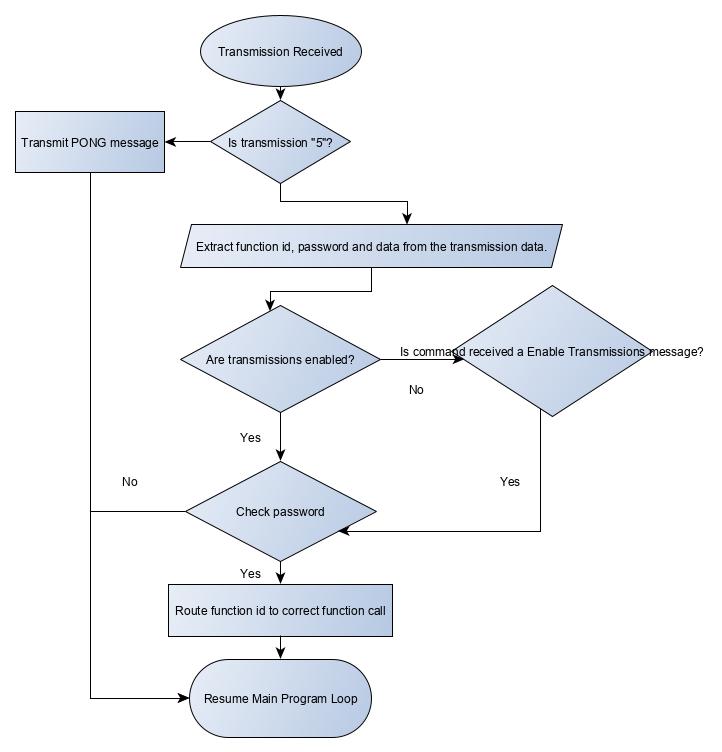 Transmission Received
Transmit PONG message
Is transmission "5"?
Extract function id, password and data from the transmission data.
Are transmissions enabled?
Is command received a Enable Transmissions message?
No
Yes
No
Yes
Check password
Yes
Route function id to correct function call
Resume Main Program Loop